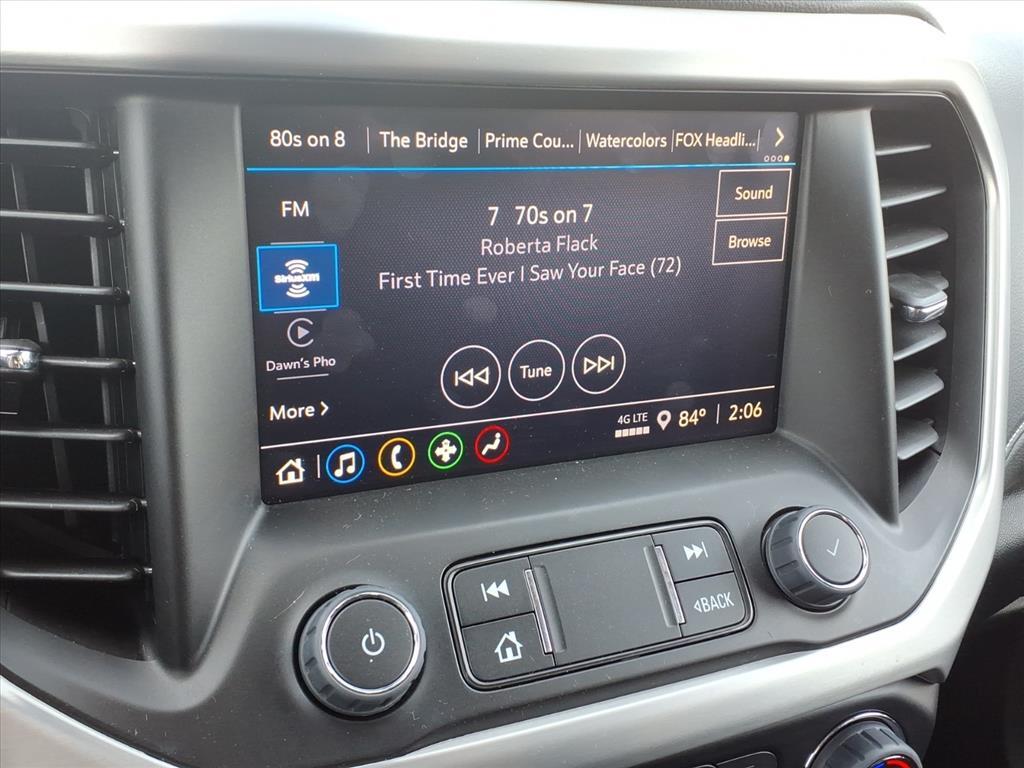 80s on 8 The Bridge Prime Cou... Watercolors FOX Headli...
FM
7 70s on 7
Sound
Roberta Flack
Browse
SiriusXM
First Time Ever I Saw Your Face (72)
Dawn's Pho
Tune
More
4G LTE 84° 2:06
BACK